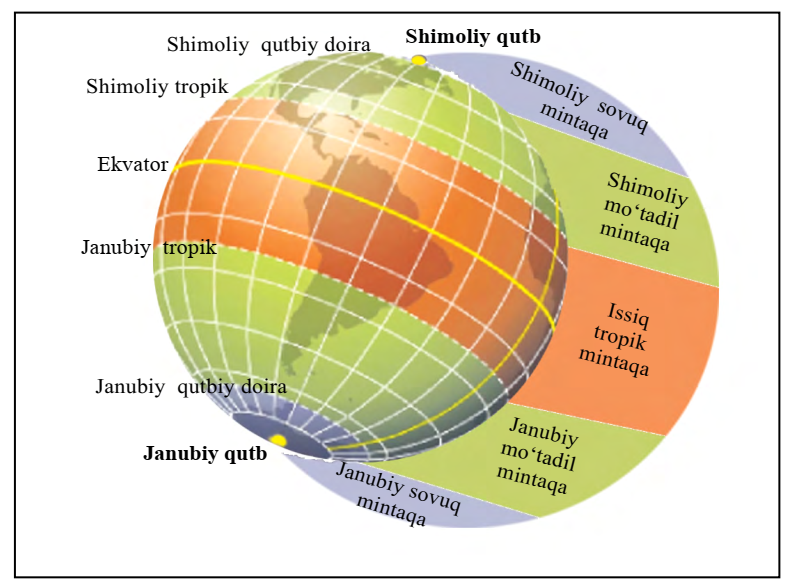 Shimoliy qutb
Shimoliy qutbiy doira
Shimoliy tropik
Ekvator
Janubiy tropik
Janubiy qutbiy doira
Janubiy qutb
Shimoliy sovuq
mintaqa
Shimoliy
mo‘tadil
mintaqa
Issiq
tropik
mintaqa
Janubiy
mo‘tadil
mintaqa
Janubiy sovuq
mintaqa